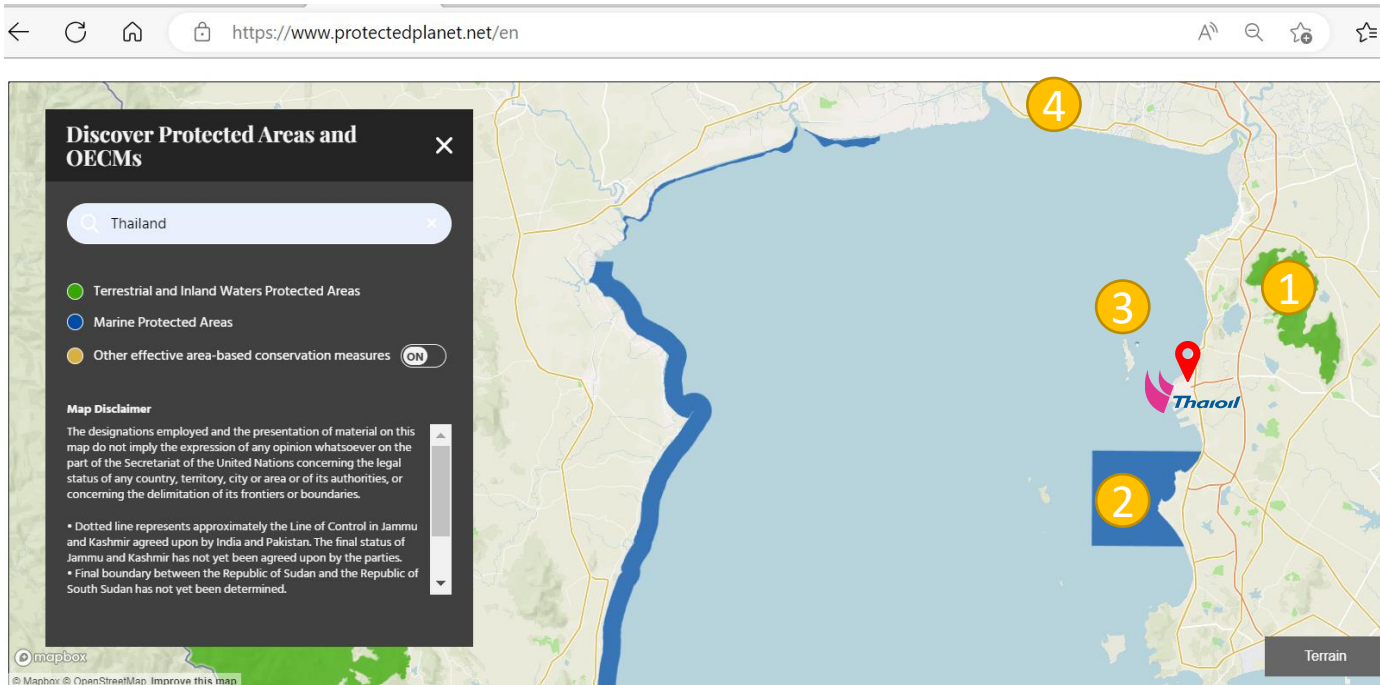 https://www.protectedplanet.net/en
Discover Protected Areas and
OECMs
Thailand
Terrestrial and Inland Waters Protected Areas
Marine Protected Areas
Other effective area-based conservation measures ON
Map Disclaimer
The designations employed and the presentation of material on this
map do not imply the expression of any opinion whatsoever on the
part of the Secretariat of the United Nations concerning the legal
status of any country, territory, city or area or of its authorities, or
concerning the delimitation of its frontiers or boundaries.
• Dotted line represents approximately the Line of Control in Jammu
and Kashmir agreed upon by India and Pakistan. The final status of
Jammu and Kashmir has not yet been agreed upon by the parties.
• Final boundary between the Republic of Sudan and the Republic of
South Sudan has not yet been determined.
4
1
3
Thaioil
2
Terrain
mapbox
© Mapbox © OpenStreetMap Improve this map